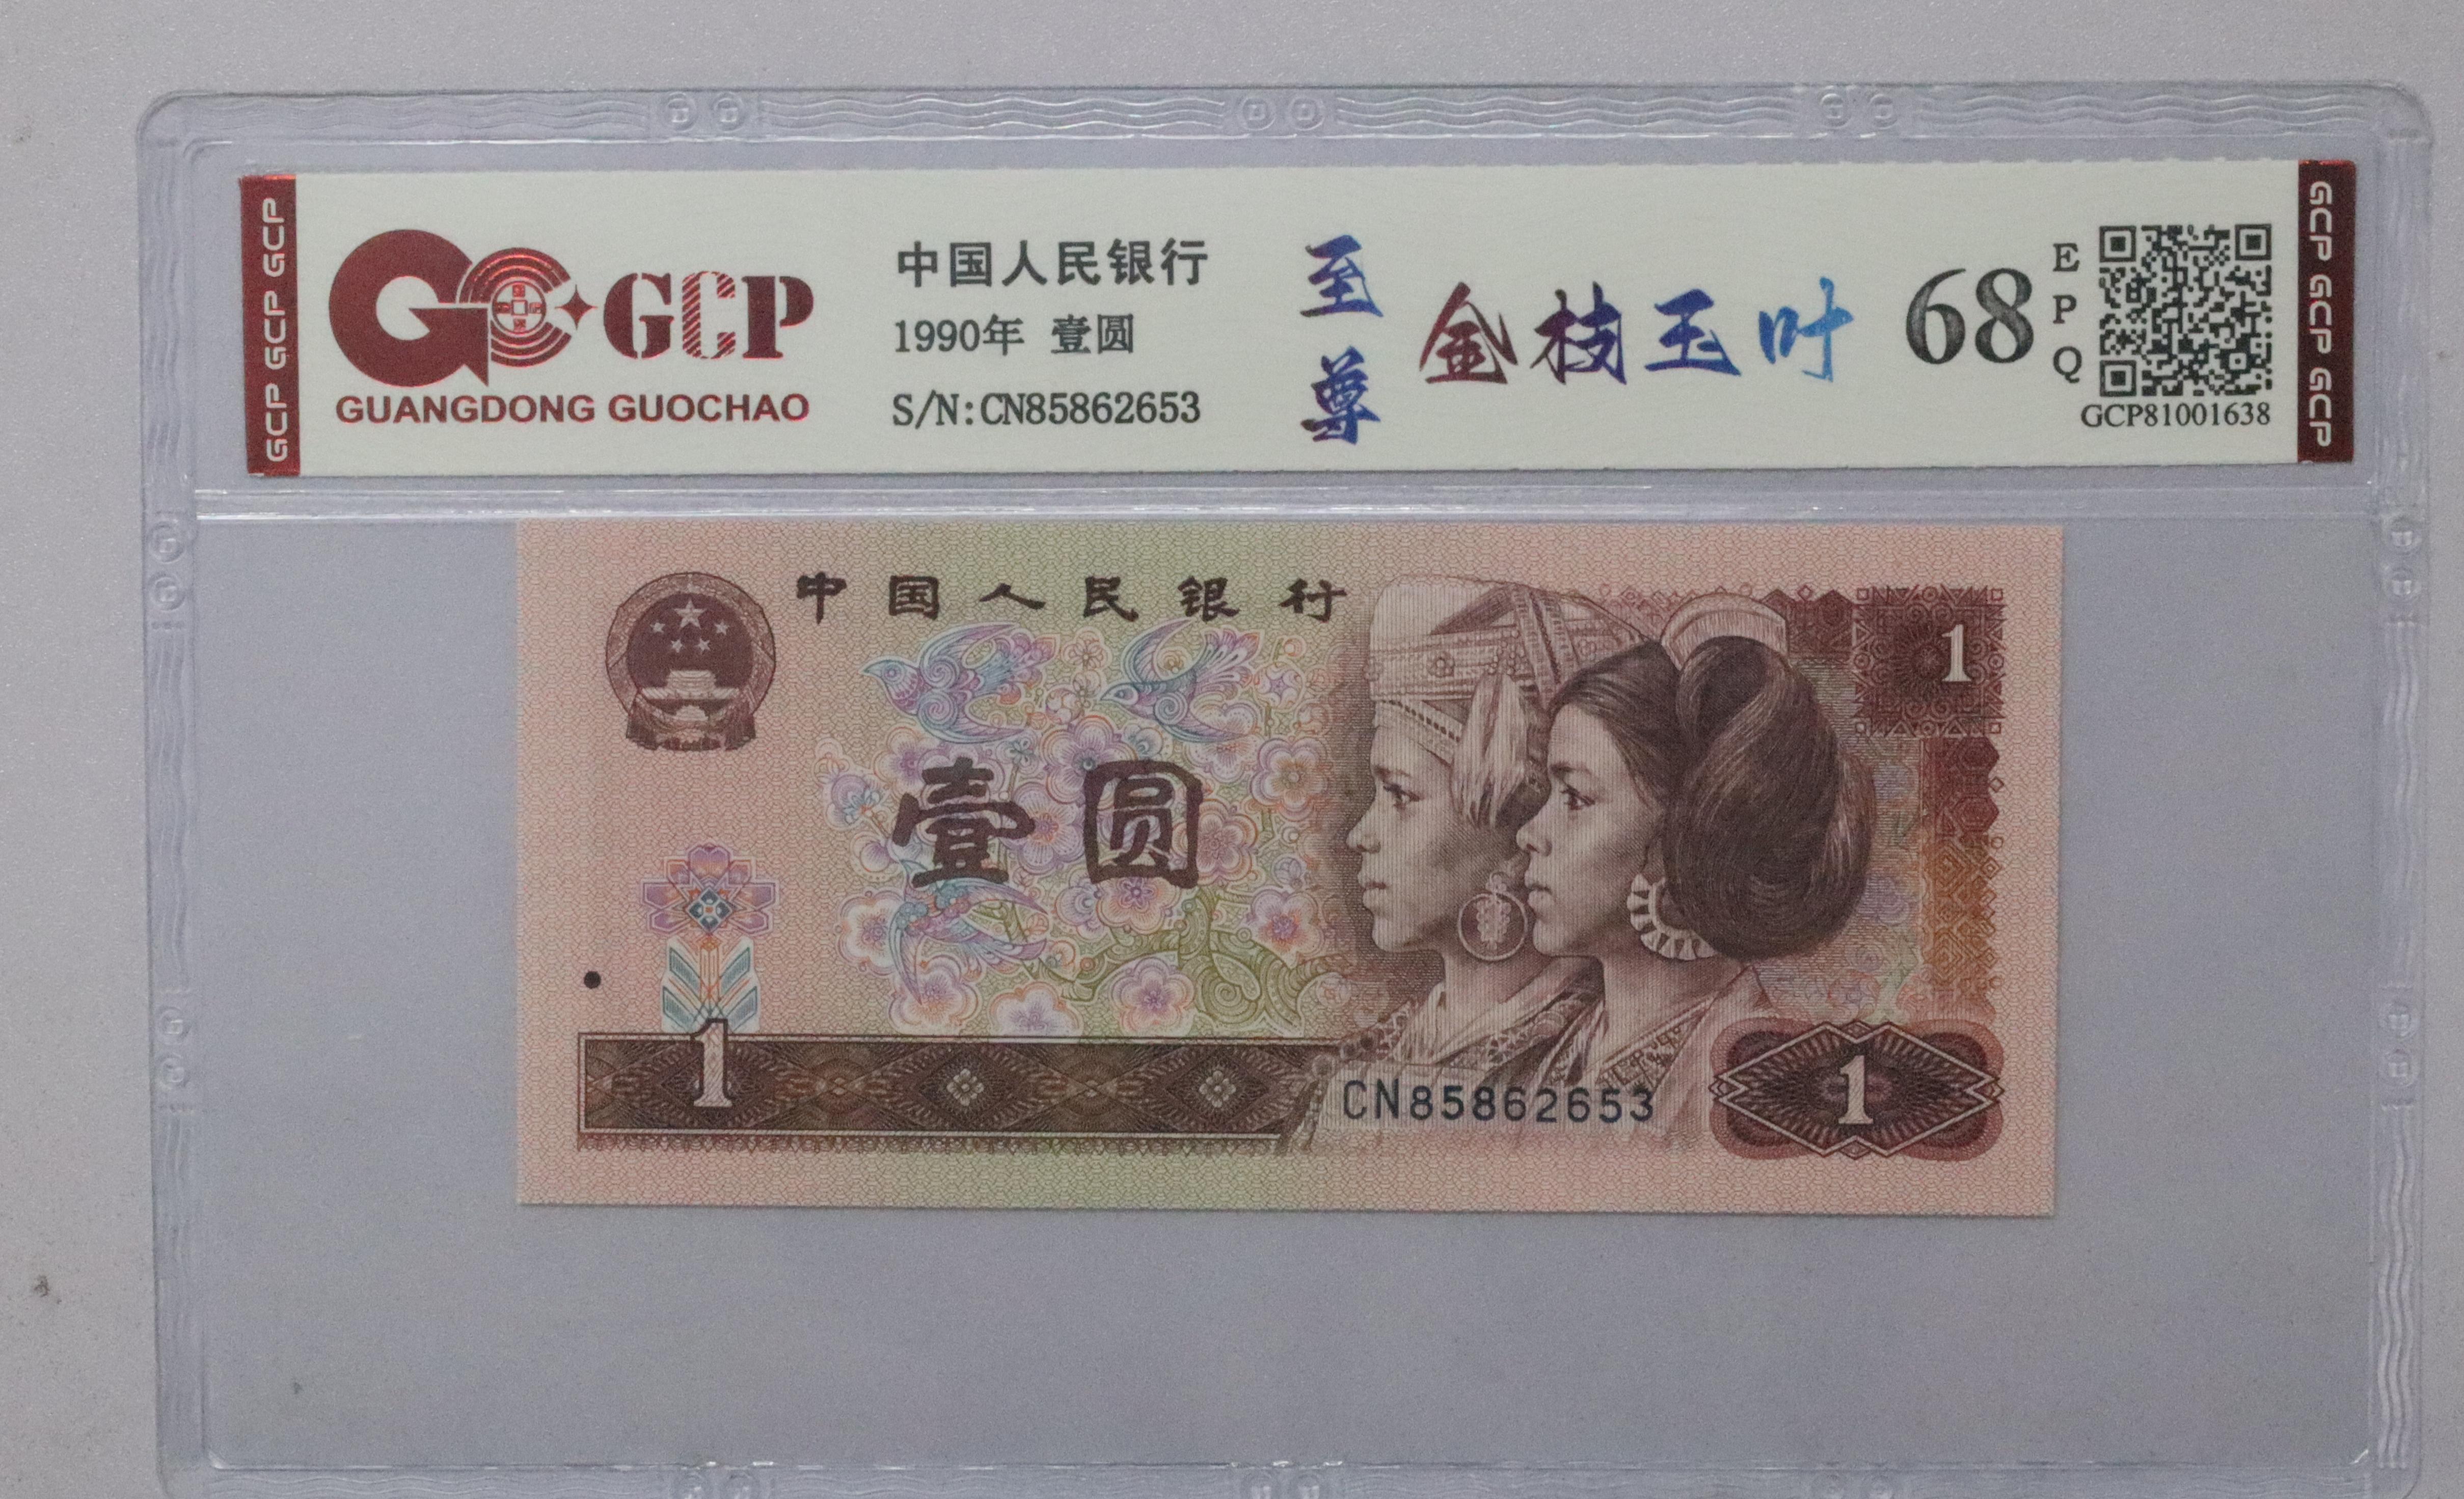 GCP GCP GCP
GCP
GUANGDONG GUOCHAO
中国人民银行
1990年 壹圆
S/N:CN85862653
至尊
金枝玉叶
68
EPQ
GCP81001638
GCP GCP GCP
中国人民银行
1
壹圆
1
CN85862653
1